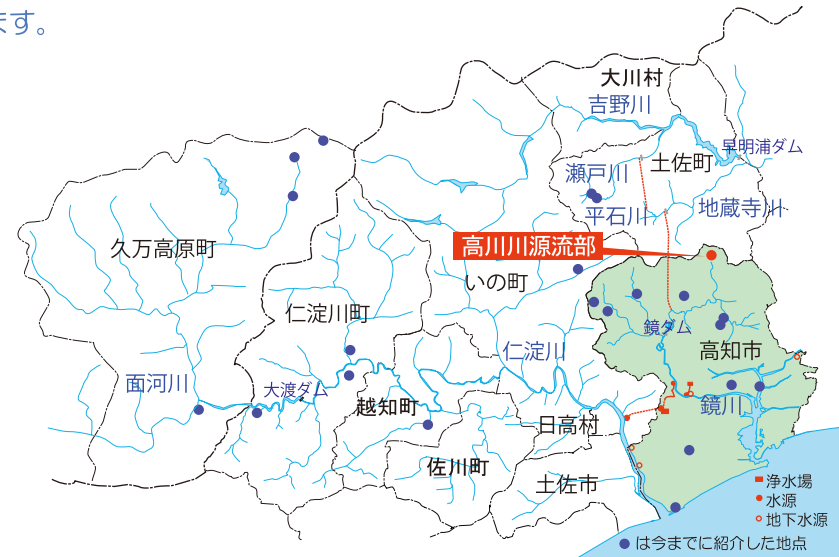 ます。
大川村
吉野川
早明浦ダム
瀬戸川
土佐町
平石川
地蔵寺川
高川川源流部
久万高原町
いの町
仁淀川町
鏡ダム
仁淀川
高知市
面河川
大渡ダム
越知町
鏡川
日高村
佐川町
土佐市
浄水場
水源
地下水源
は今までに紹介した地点